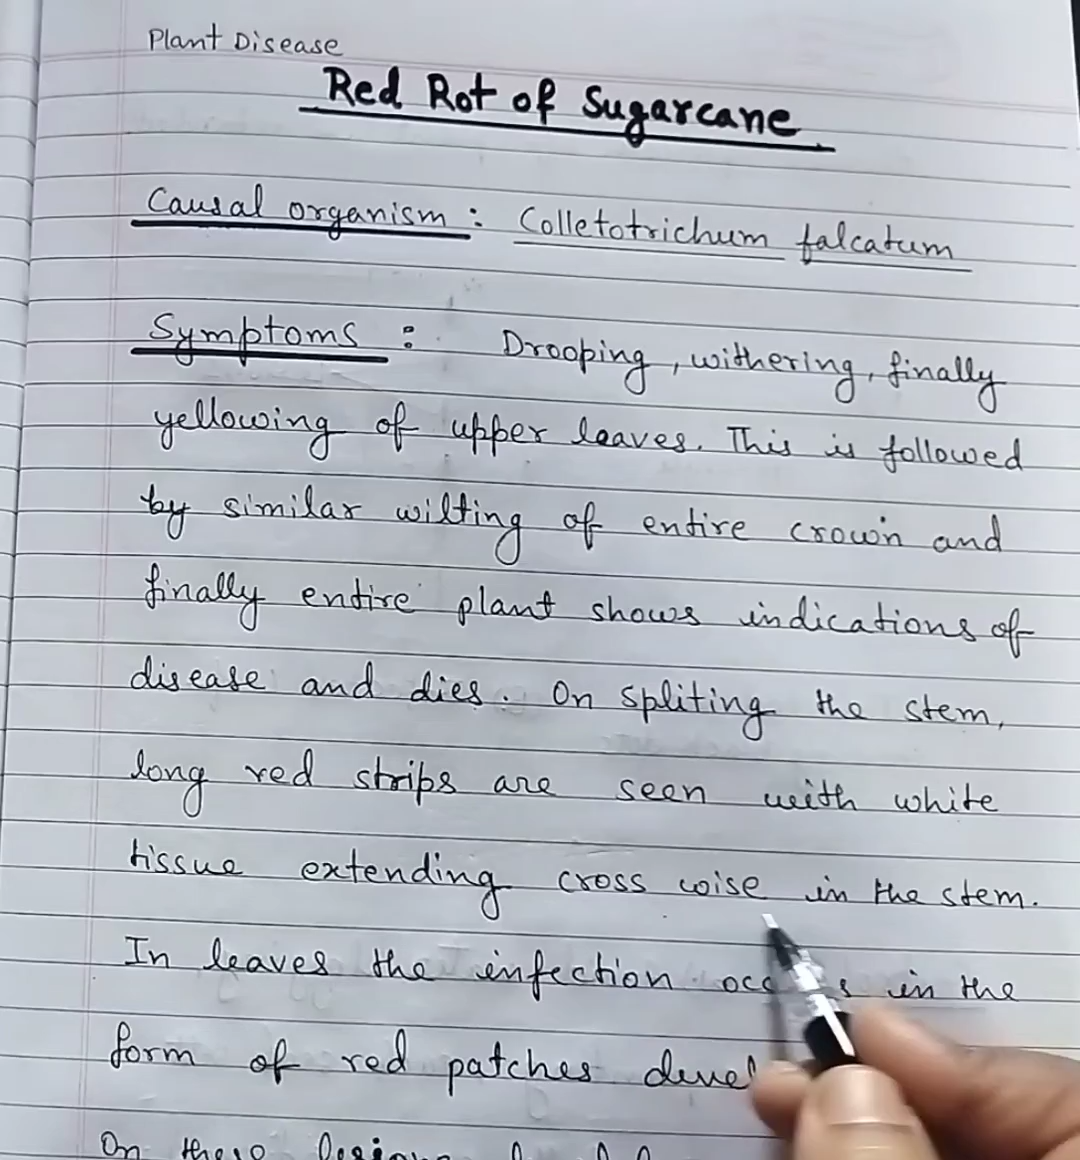 Plant Disease
Red Rot of Sugarcane
Causal organism : Colletotrichum falcatum
Symptoms : Drooping, withering, finally
yellowing of upper leaves. This is followed
by similar wilting of entire crown and
finally entire plant shows indications of
disease and dies. On spliting the stem,
long red strips are seen with white
tissue extending cross wise in the stem.
In leaves the infection in the
form of red patches
On these